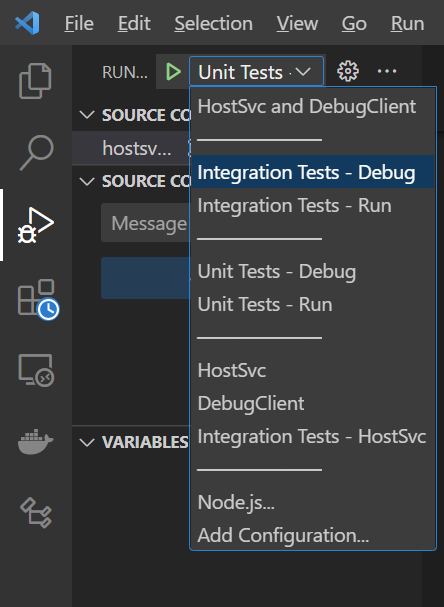 File Edit Selection View Go Run
RUN... Unit Tests
SOURCE CO
HostSvc and DebugClient
hostsv...
Integration Tests - Debug
SOURCE CO
Integration Tests - Run
Message
Unit Tests - Debug
Unit Tests - Run
HostSvc
DebugClient
Integration Tests - HostSvc
VARIABLES
Node.js...
Add Configuration...